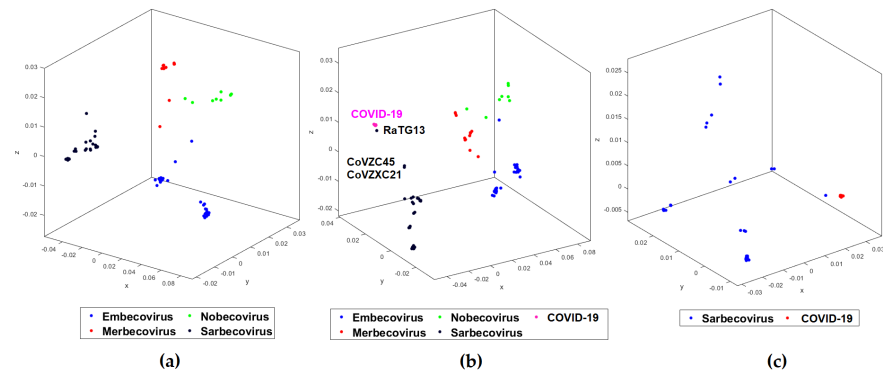 0.03
0.02
0.01
0
-0.01
-0.02
z
-0.04
-0.02
0
0.02
0.04
0.06
0.08
x
-0.02
-0.01
0
0.01
0.02
0.03
y
Embecovirus Nobecovirus
Merbecovirus Sarbecovirus
(a)
0.03
0.02
0.01
0
-0.01
-0.02
z
COVID-19
RaTG13
CoVZC45
CoVZXC21
0.04
0.02
0
-0.02
y
-0.04
-0.02
0
0.02
0.04
0.06
0.08
x
Embecovirus Nobecovirus COVID-19
Merbecovirus Sarbecovirus
(b)
0.025
0.02
0.015
0.01
0.005
0
-0.005
z
0.02
0.01
0
-0.01
y
-0.03
-0.02
-0.01
0
0.01
0.02
0.03
x
Sarbecovirus COVID-19
(c)